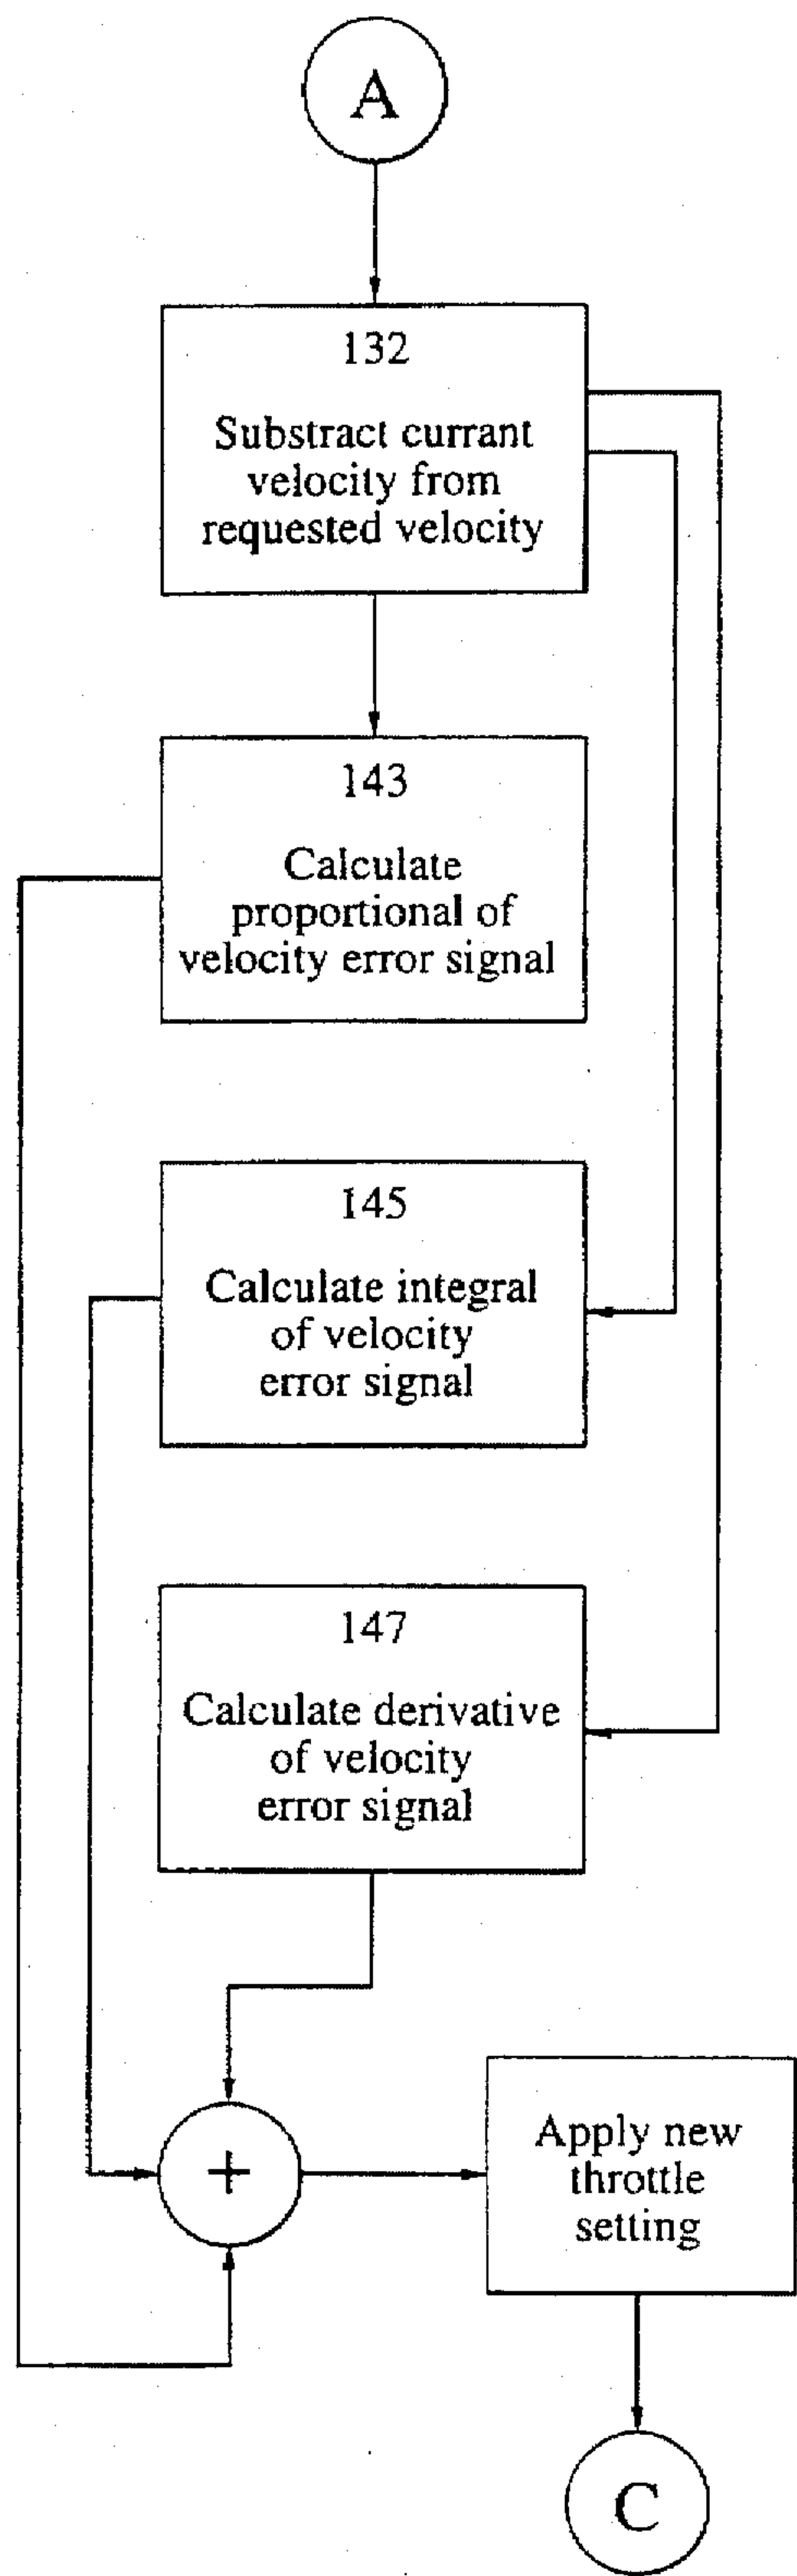 A
132
Substract currant
velocity from
requested velocity
143
Calculate
proportional of
velocity error signal
145
Calculate integral
of velocity
error signal
147
Calculate derivative
of velocity
error signal
+
Apply new
throttle
setting
C